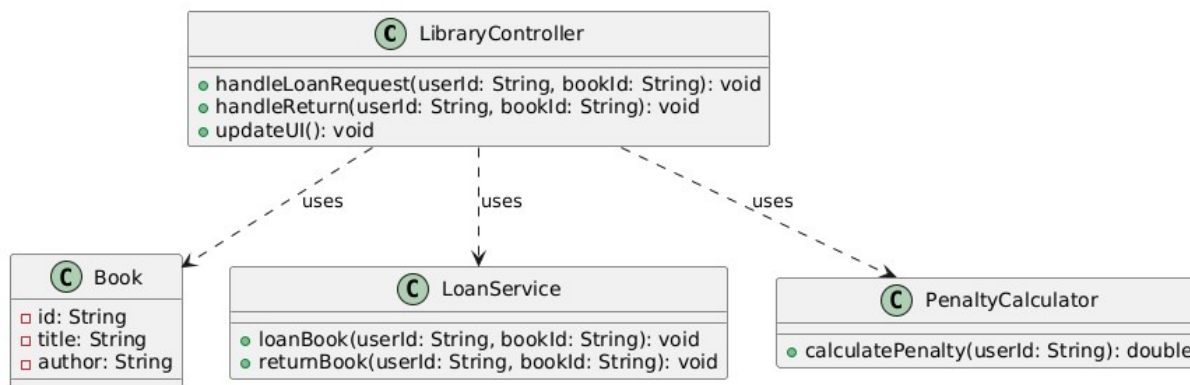 C LibraryController
handleLoanRequest(userId: String, bookId: String): void
handleReturn(userId: String, bookId: String): void
updateUI(): void
uses
uses
uses
C Book
id: String
title: String
author: String
C LoanService
loanBook(userId: String, bookId: String): void
returnBook(userId: String, bookId: String): void
C PenaltyCalculator
calculatePenalty(userId: String): double